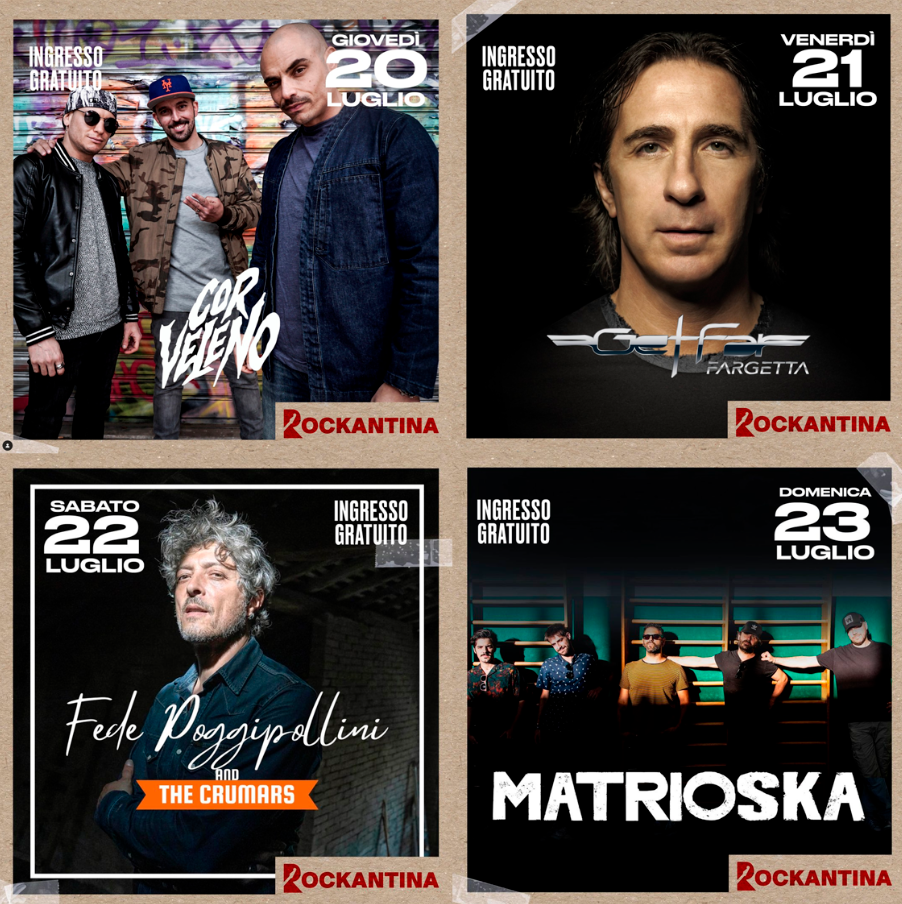 INGRESSO
GRATUITO
GIOVEDÌ
20
LUGLIO
COR
VELENO
ROCKANTINA
INGRESSO
GRATUITO
VENERDÌ
21
LUGLIO
Getfar
FARGETTA
ROCKANTINA
SABATO
22
LUGLIO
INGRESSO
GRATUITO
Fede Poggipollini
AND
THE CRUMARS
ROCKANTINA
INGRESSO
GRATUITO
DOMENICA
23
LUGLIO
MATRIOSKA
ROCKANTINA